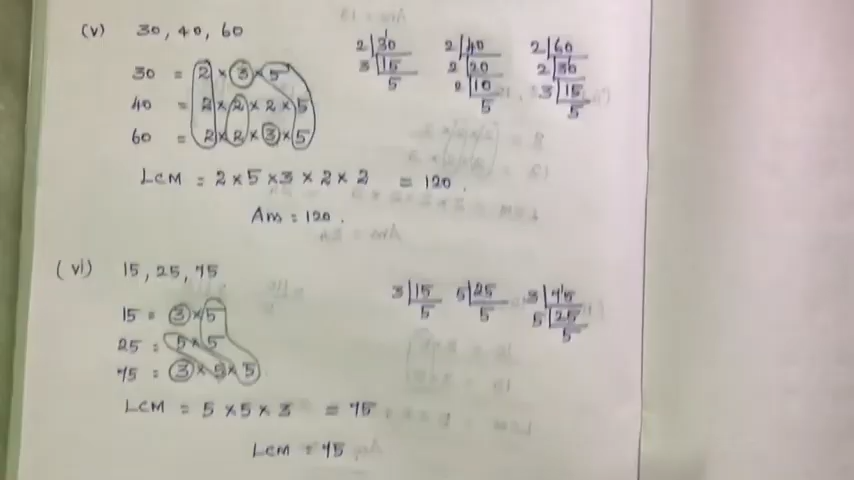 (v) 30, 40, 60
30 = 2 × 3 × 5
40 = 2 × 2 × 2 × 5
60 = 2 × 2 × 3 × 5
2 | 30
3 | 15
5
2 | 40
2 | 20
2 | 10
5
2 | 60
2 | 30
3 | 15
5
LCM = 2 × 5 × 3 × 2 × 2 = 120.
Ans = 120.
(vi) 15, 25, 75
15 = 3 × 5
25 = 5 × 5
75 = 3 × 5 × 5
3 | 15
5
5 | 25
5
3 | 75
5 | 25
5
LCM = 5 × 5 × 3 = 75
LCM = 75